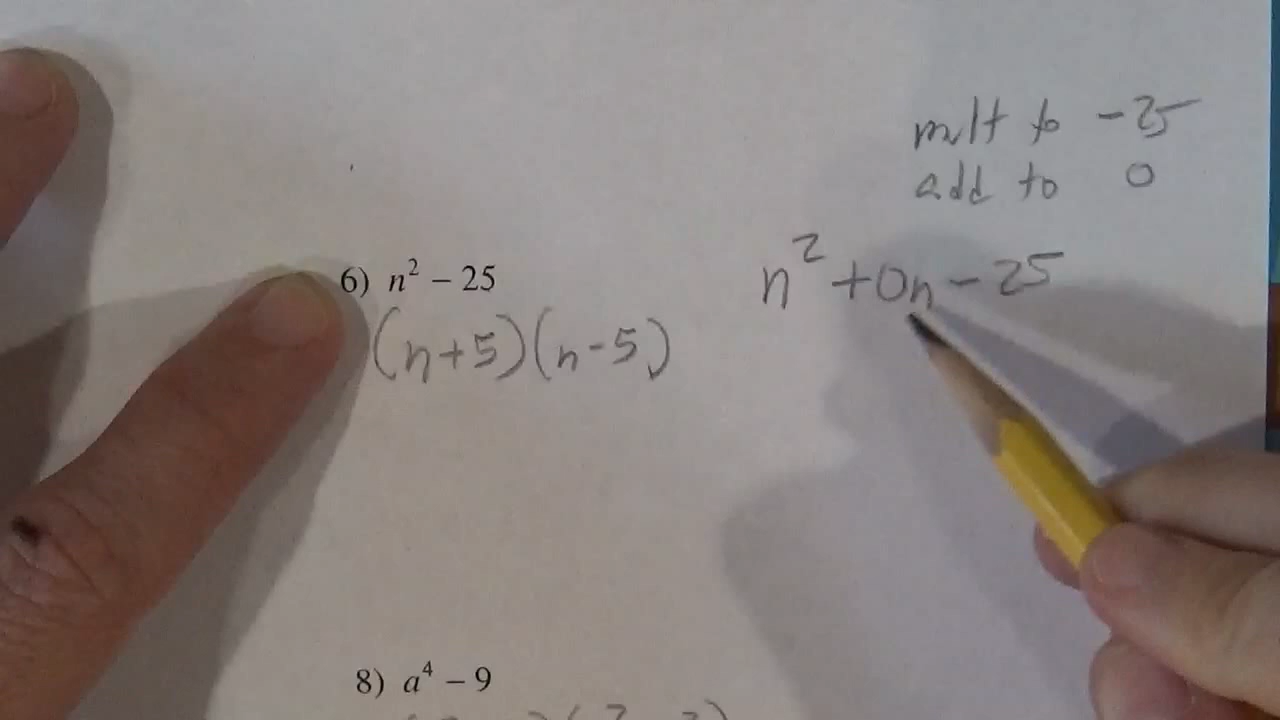 mult to -25
add to 0
6) n² – 25
n² + 0n - 25
(n+5)(n-5)
8) a⁴ – 9